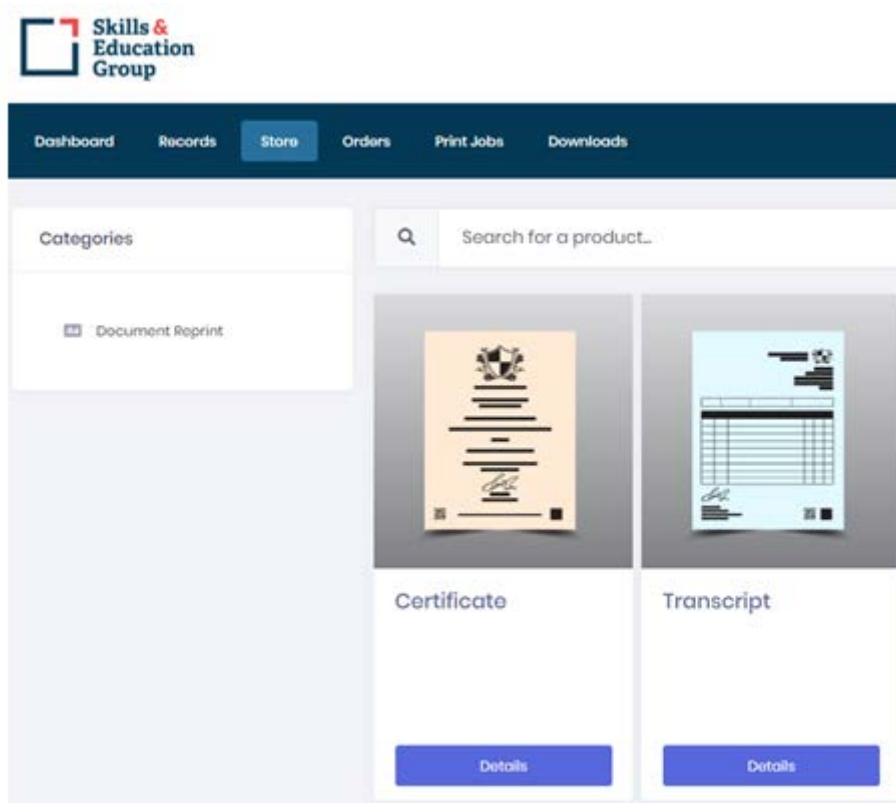 Skills &
Education
Group
Dashboard Records Store Orders Print Jobs Downloads
Categories
Search for a product...
Document Reprint
Certificate
Transcript
Details
Details